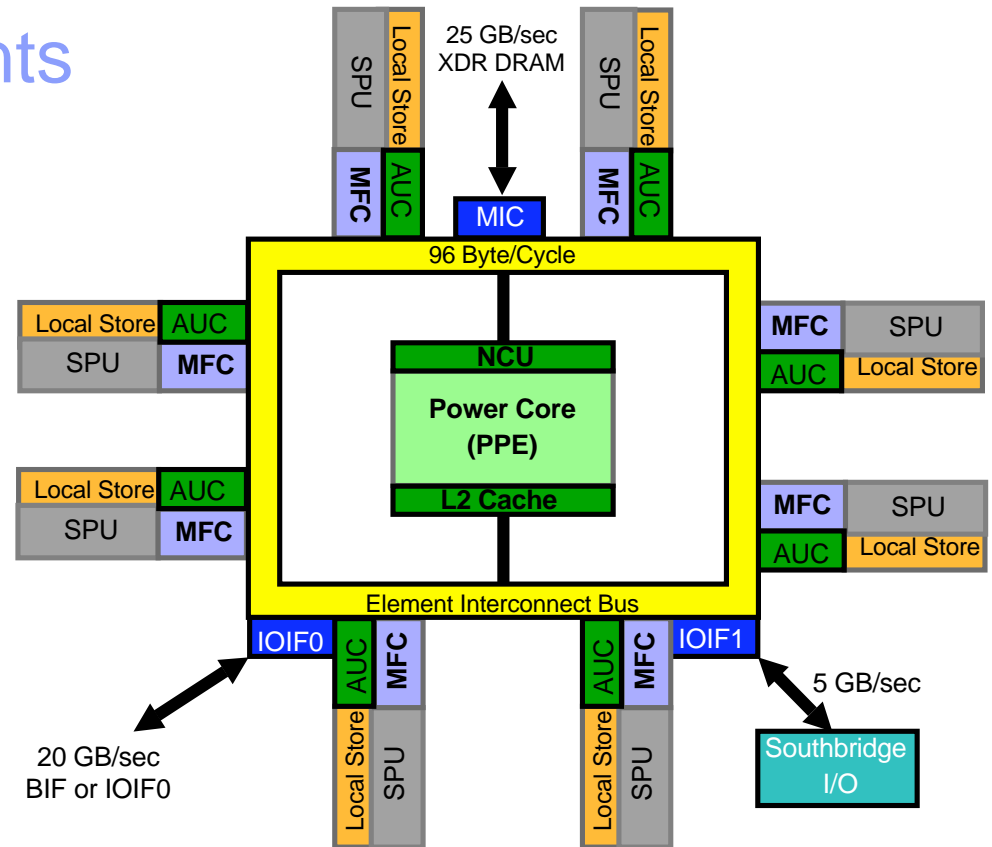 nts
25 GB/sec
XDR DRAM
SPU
Local Store
MFC
AUC
SPU
Local Store
MFC
AUC
MIC
96 Byte/Cycle
Local Store
AUC
SPU
MFC
MFC
SPU
AUC
Local Store
NCU
Power Core
(PPE)
L2 Cache
Local Store
AUC
SPU
MFC
MFC
SPU
AUC
Local Store
Element Interconnect Bus
IOIF0
AUC
MFC
Local Store
SPU
AUC
MFC
Local Store
SPU
IOIF1
5 GB/sec
20 GB/sec
BIF or IOIF0
Southbridge
I/O